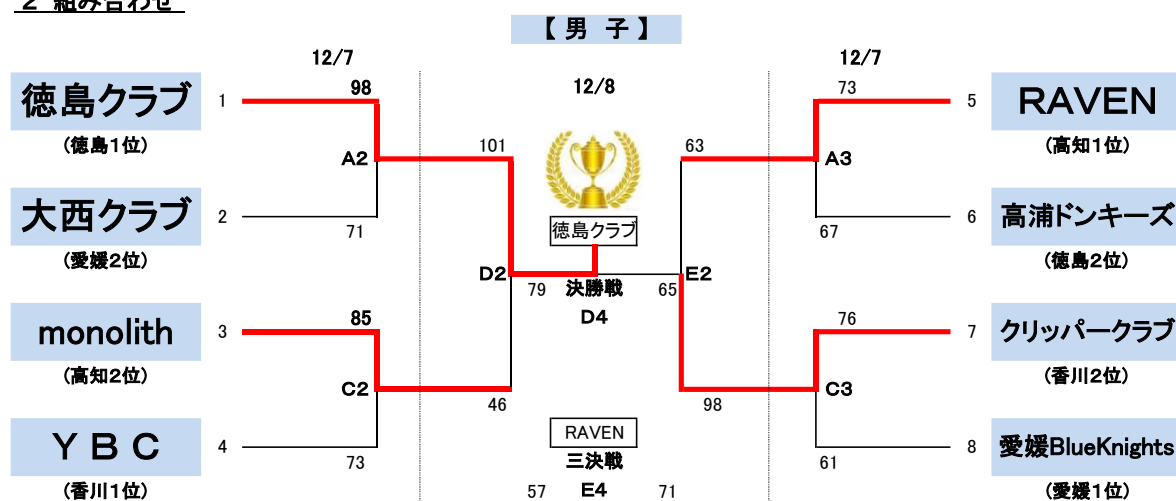 2 組み合わせ
【 男 子 】
12/7
12/8
12/7
徳島クラブ
(徳島1位)
1
98
A2
大西クラブ
(愛媛2位)
2
71
monolith
(高知2位)
3
85
C2
YBC
(香川1位)
4
73
101
D2
46
徳島クラブ
79
決勝戦
65
D4
RAVEN
三決戦
57
E4
71
63
E2
98
73
5
RAVEN
(高知1位)
A3
67
6
高浦ドンキーズ
(徳島2位)
76
7
クリッパークラブ
(香川2位)
C3
61
8
愛媛BlueKnights
(愛媛1位)